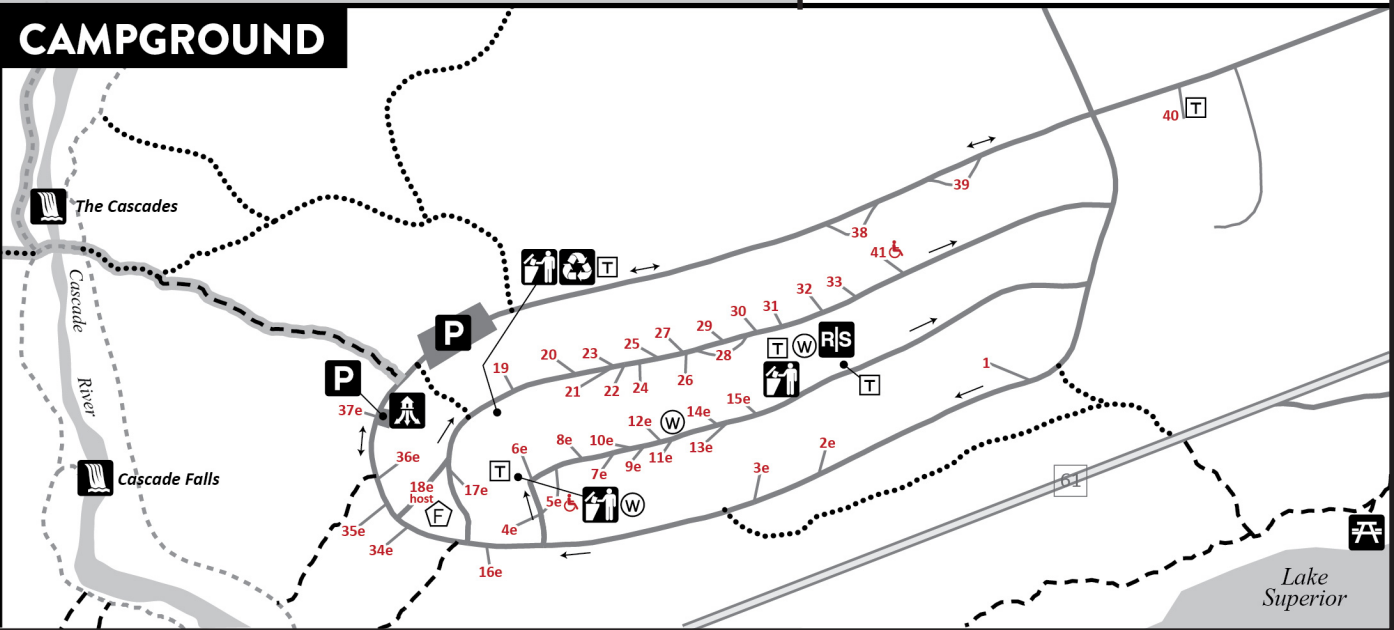 CAMPGROUND
40 T
39
The Cascades
38
41
Cascade
River
T
33
32
31
30
29
27
28
25
23
20
19
26
24
22
21
T W R|S
T
P
P
1
37e
15e
14e
W
12e
13e
11e
10e
9e
8e
7e
6e
2e
3e
36e
T
Cascade Falls
18e
host
F
17e
5e
W
4e
61
35e
34e
16e
Lake
Superior